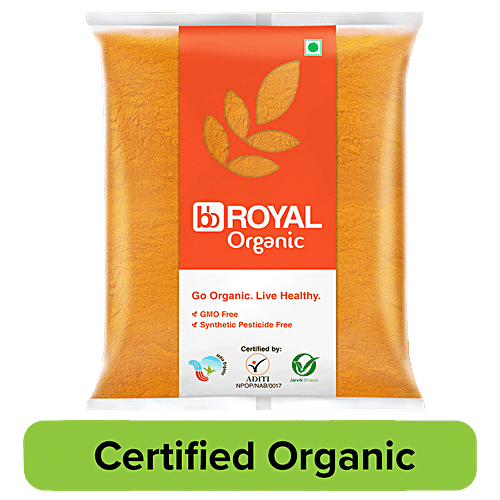 bb ROYAL
Organic
Go Organic. Live Healthy.
✓ GMO Free
✓ Synthetic Pesticide Free
Certified by:
ADITI
NPOP/NAB/0017
Jaivik Bharat
Certified Organic